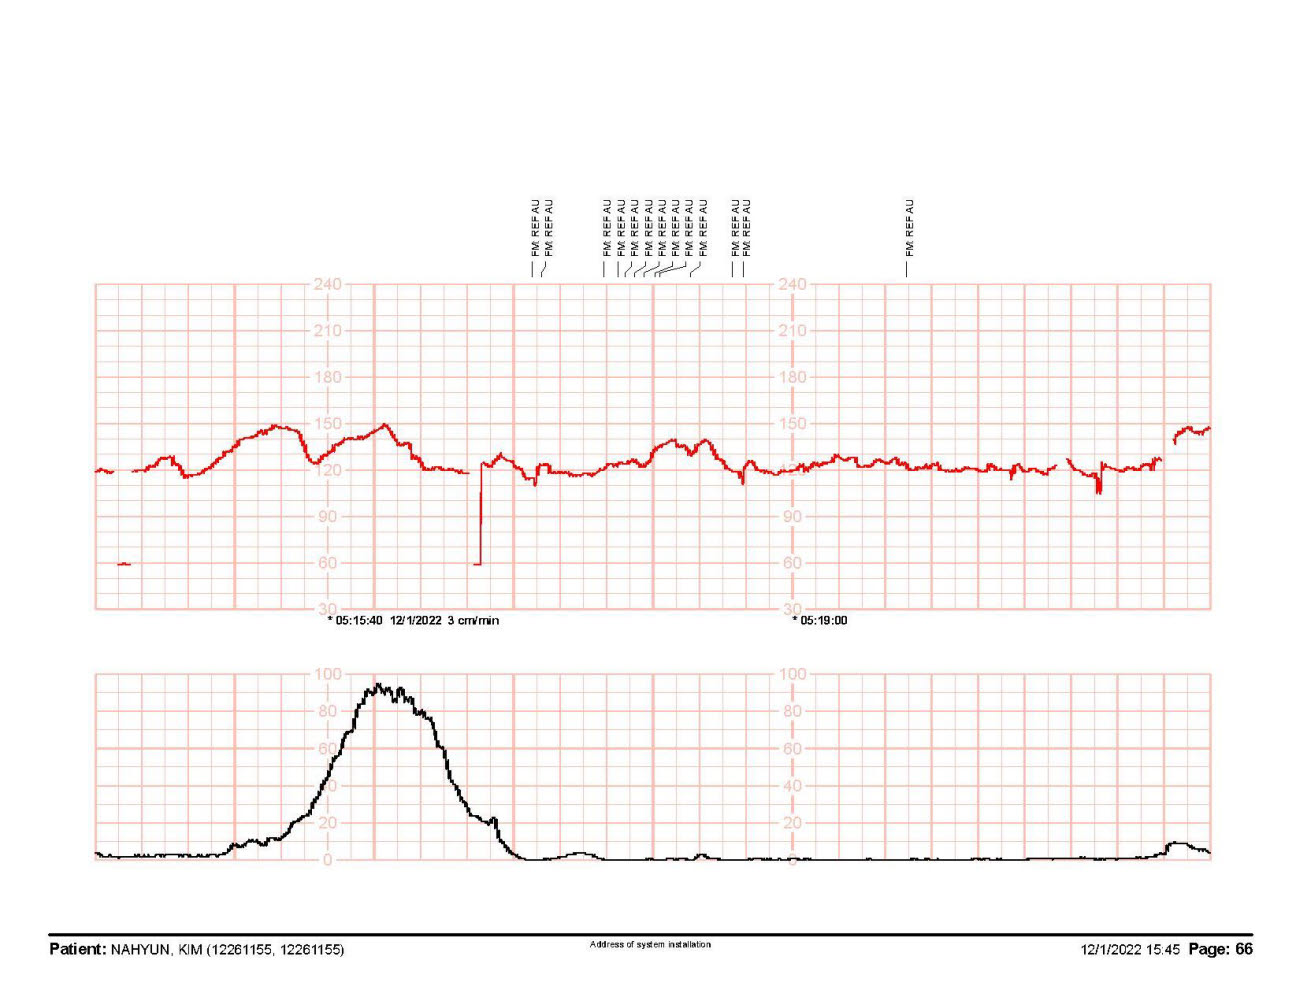 FM: REF AU
FM: REF AU
FM: REF AU
FM: REF AU
FM: REF AU
FM: REF AU
FM: REF AU
FM: REF AU
FM: REF AU
FM: REF AU
FM: REF AU
FM: REF AU
FM: REF AU
240 240
210 210
180 180
150 150
120 120
90 90
60 60
30 30
* 05:15:40 12/1/2022 3 cm/min * 05:19:00
100 100
80 80
60 60
40 40
20 20
0 0
Patient: NAHYUN, KIM (12261155, 12261155) Address of system installation 12/1/2022 15:45 Page: 66